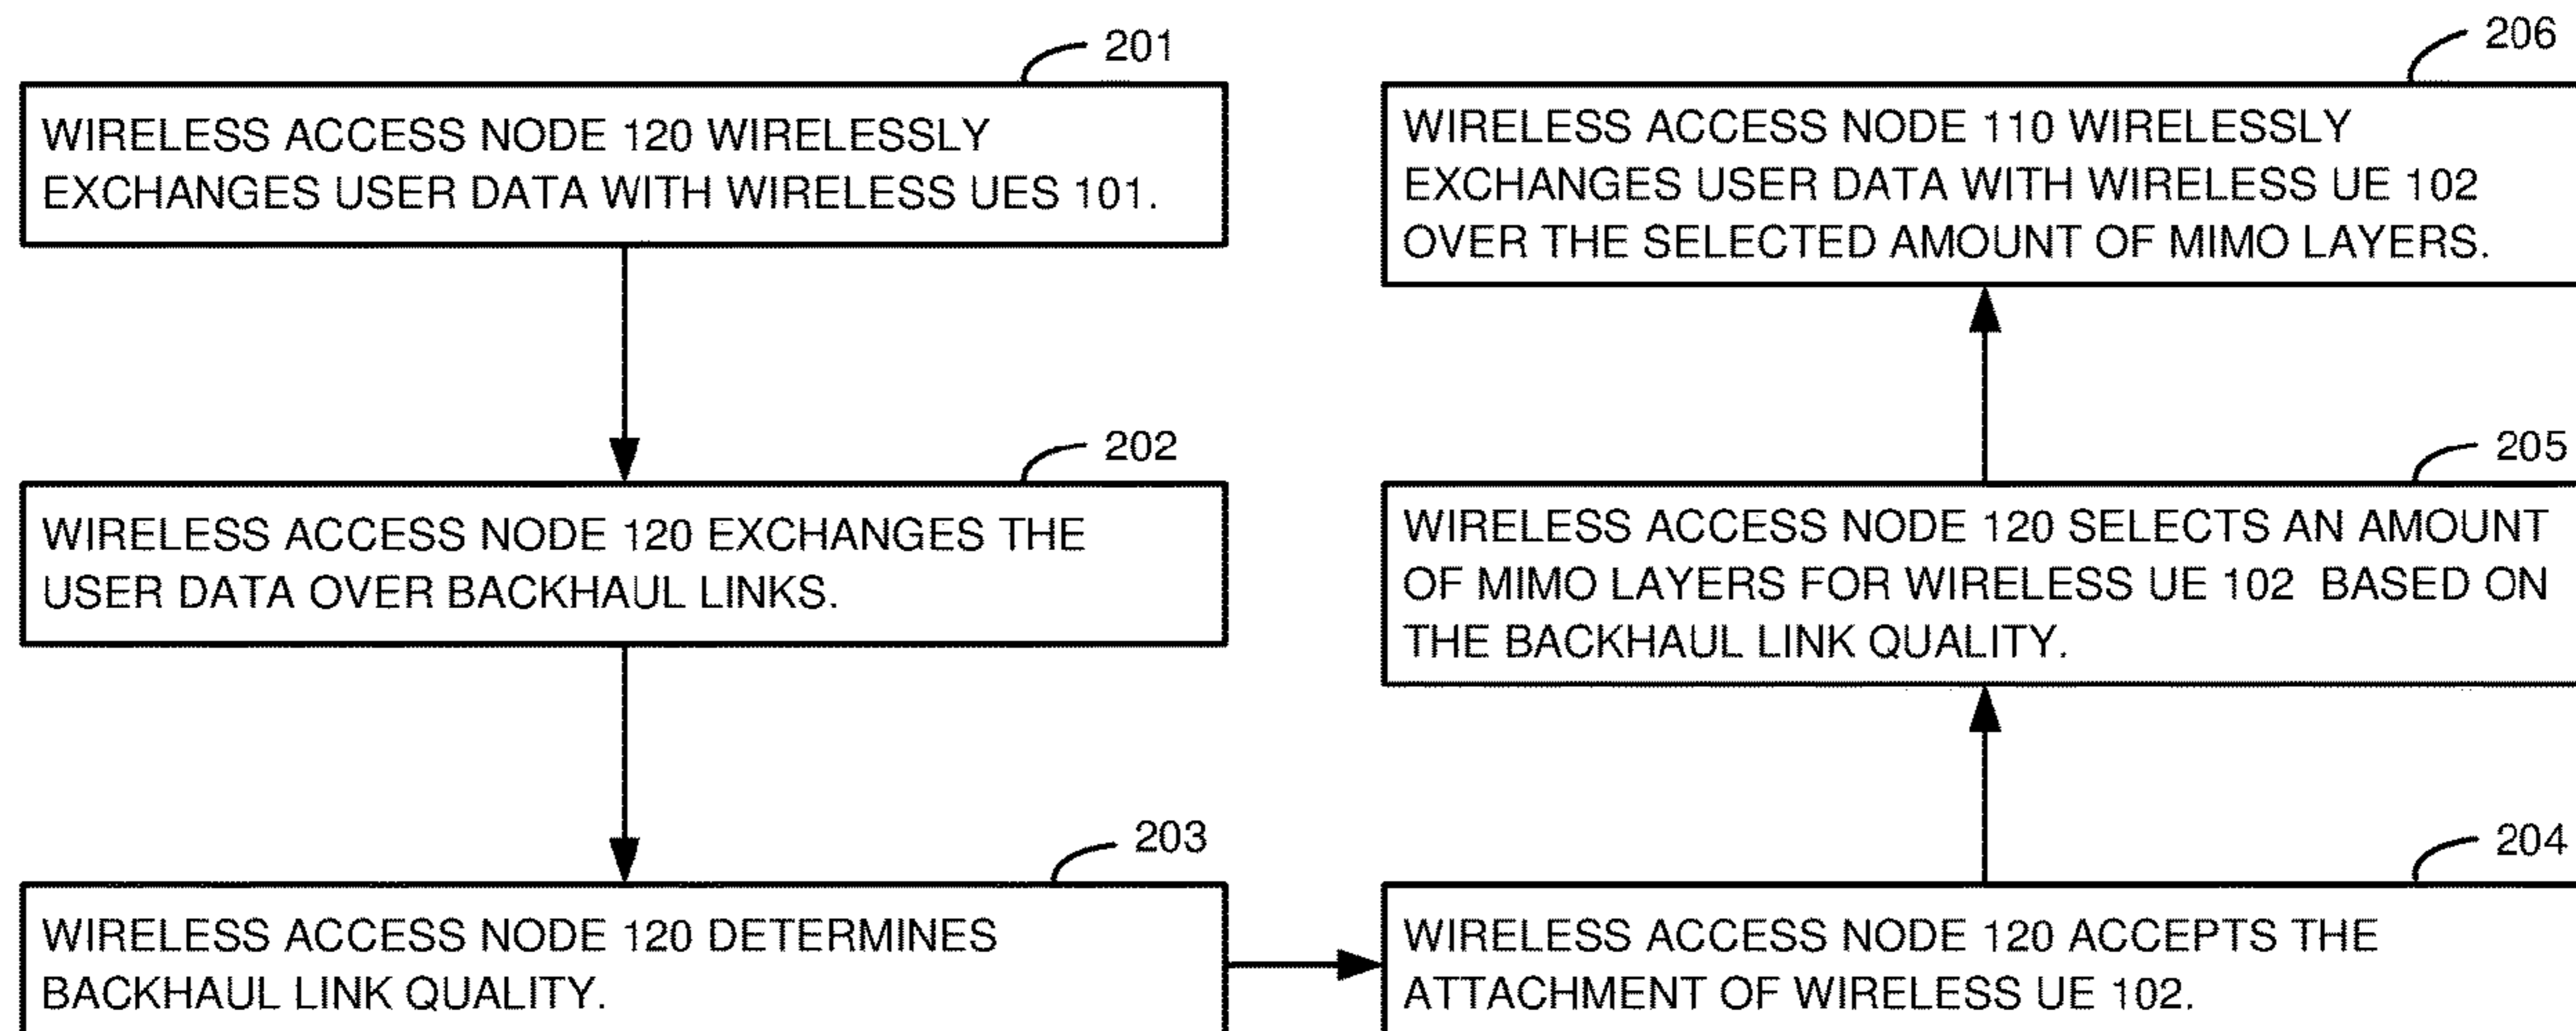 201
WIRELESS ACCESS NODE 120 WIRELESSLY
EXCHANGES USER DATA WITH WIRELESS UES 101.
202
WIRELESS ACCESS NODE 120 EXCHANGES THE
USER DATA OVER BACKHAUL LINKS.
203
WIRELESS ACCESS NODE 120 DETERMINES
BACKHAUL LINK QUALITY.
204
WIRELESS ACCESS NODE 120 ACCEPTS THE
ATTACHMENT OF WIRELESS UE 102.
205
WIRELESS ACCESS NODE 120 SELECTS AN AMOUNT
OF MIMO LAYERS FOR WIRELESS UE 102 BASED ON
THE BACKHAUL LINK QUALITY.
206
WIRELESS ACCESS NODE 110 WIRELESSLY
EXCHANGES USER DATA WITH WIRELESS UE 102
OVER THE SELECTED AMOUNT OF MIMO LAYERS.